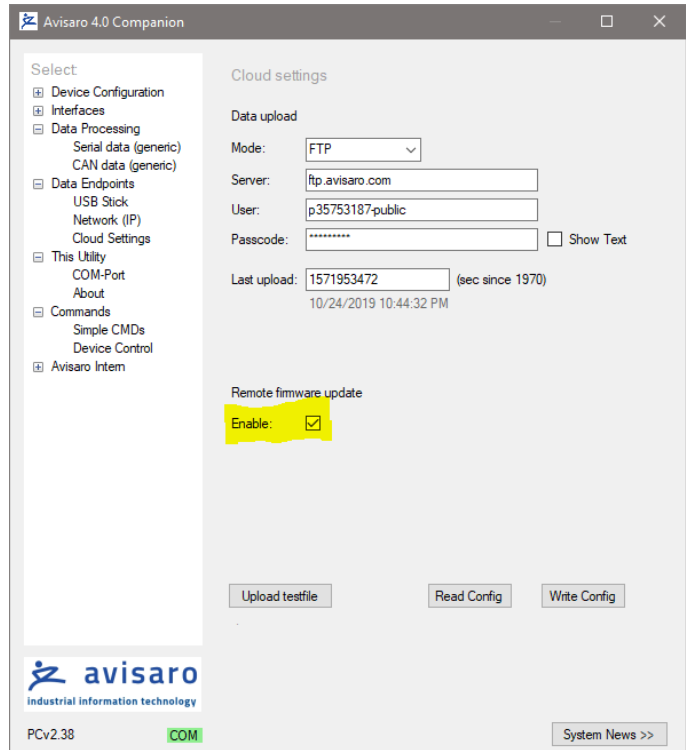 Avisaro 4.0 Companion
Select:
Device Configuration
Interfaces
Data Processing
Serial data (generic)
CAN data (generic)
Data Endpoints
USB Stick
Network (IP)
Cloud Settings
This Utility
COM-Port
About
Commands
Simple CMDs
Device Control
Avisaro Intern
Cloud settings
Data upload
Mode: FTP
Server: ftp.avisaro.com
User: p35753187-public
Passcode: ********* Show Text
Last upload: 1571953472 (sec since 1970)
10/24/2019 10:44:32 PM
Remote firmware update
Enable:
Upload testfile Read Config Write Config
avisaro
industrial information technology
PCv2.38 COM
System News >>